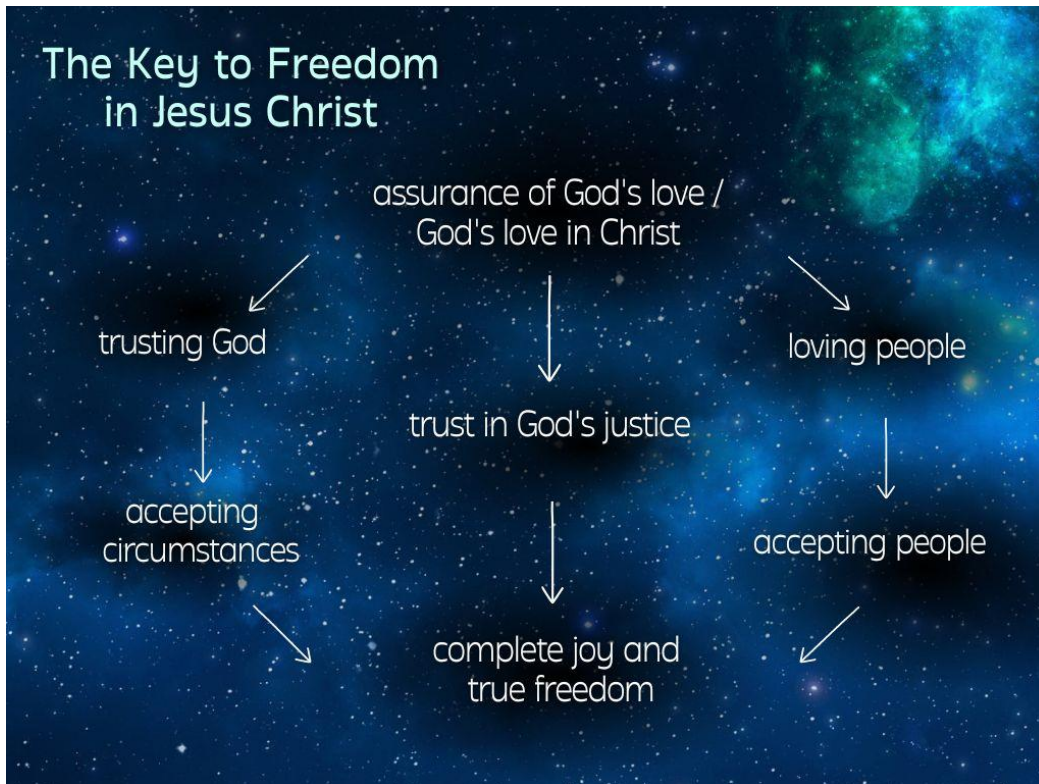 The Key to Freedom
in Jesus Christ
assurance of God's love /
God's love in Christ
trusting God
loving people
trust in God's justice
accepting
circumstances
accepting people
complete joy and
true freedom